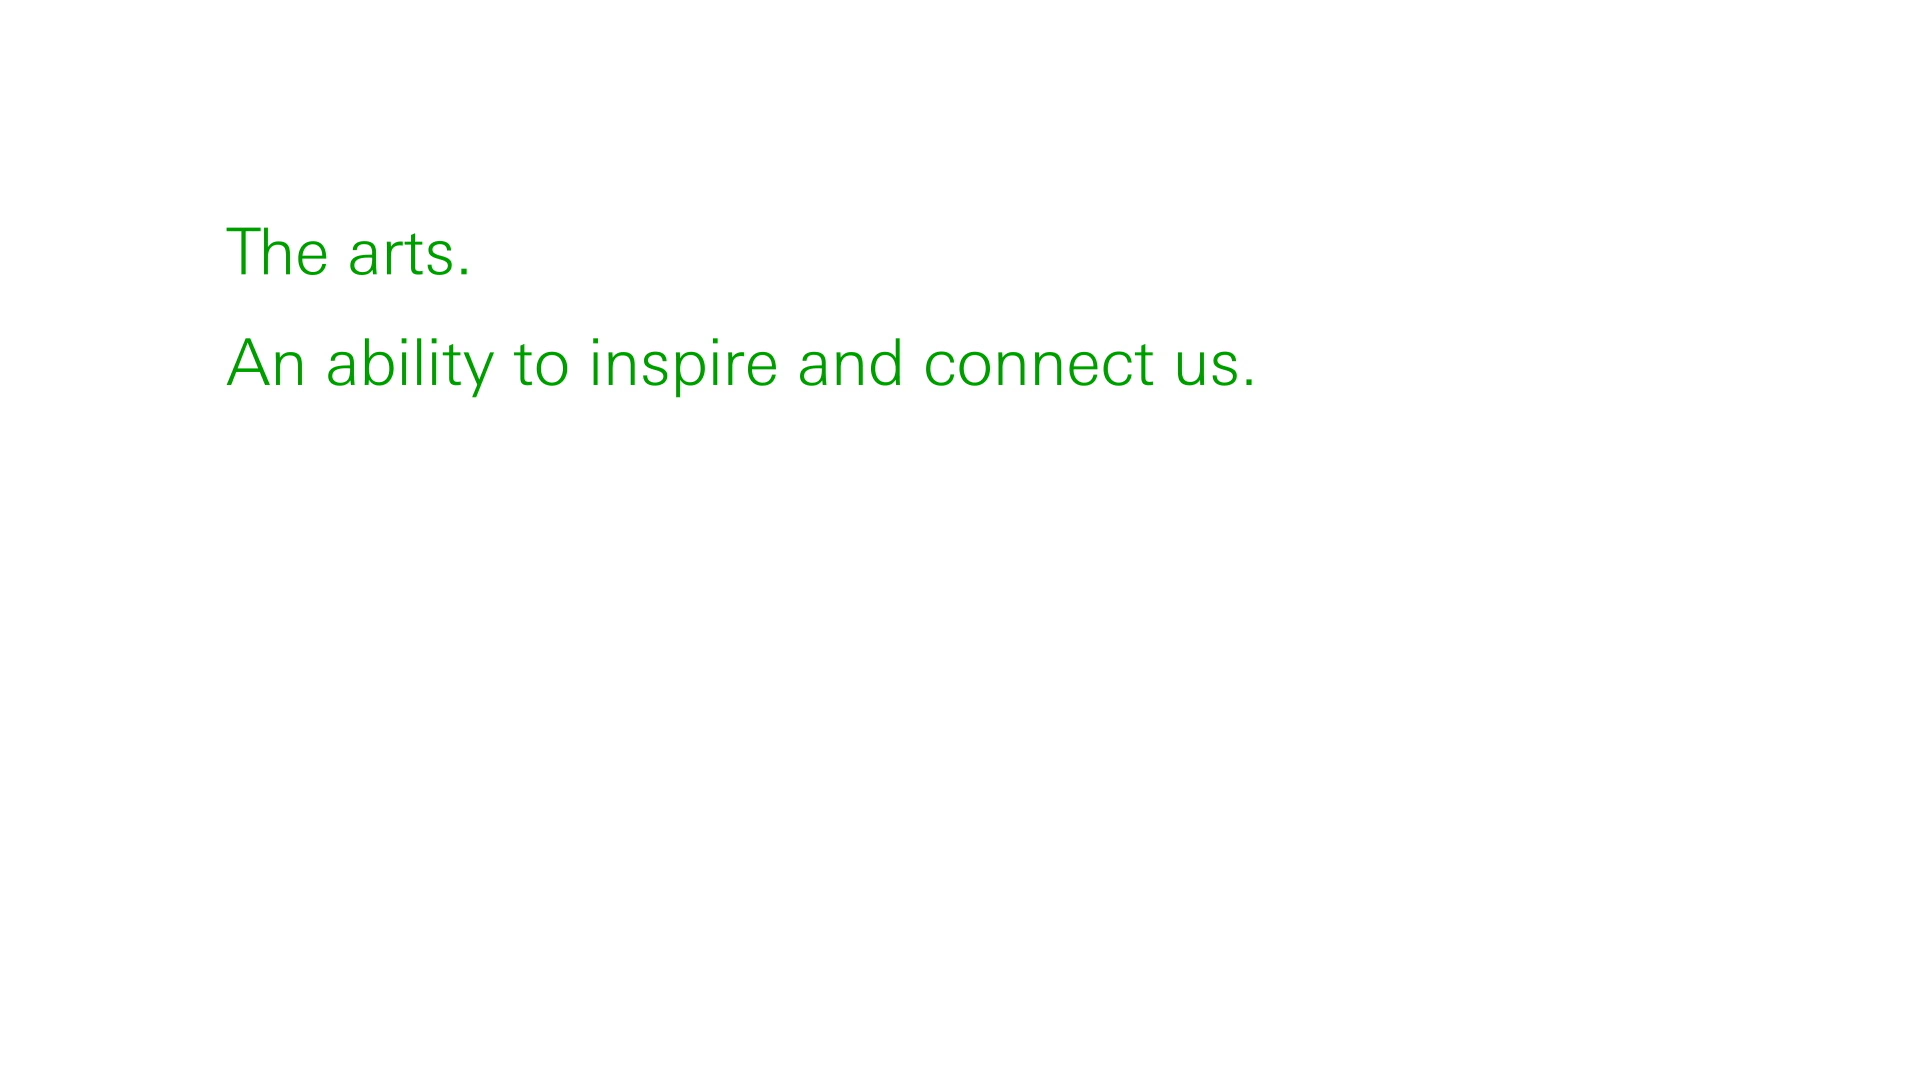 The arts.
An ability to inspire and connect us.